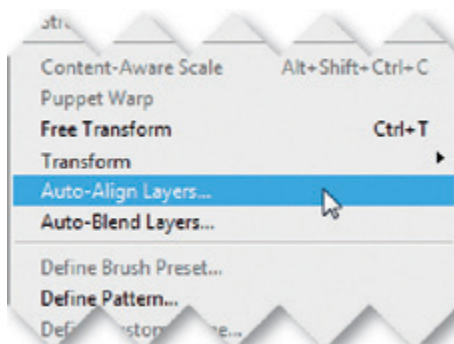 Content-Aware Scale Alt+Shift+Ctrl+C
Puppet Warp
Free Transform Ctrl+T
Transform
Auto-Align Layers...
Auto-Blend Layers...
Define Brush Preset...
Define Pattern...